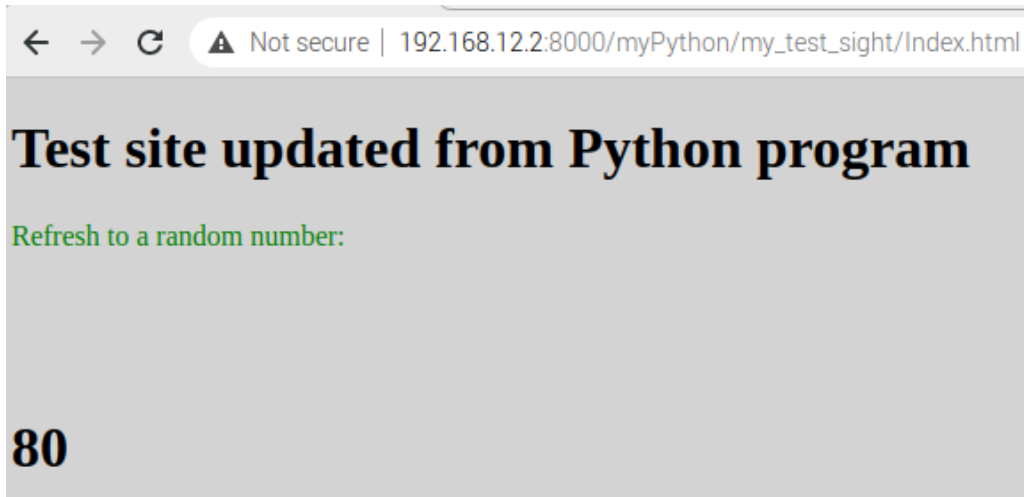 Not secure | 192.168.12.2:8000/myPython/my_test_sight/Index.html
Test site updated from Python program
Refresh to a random number:
80